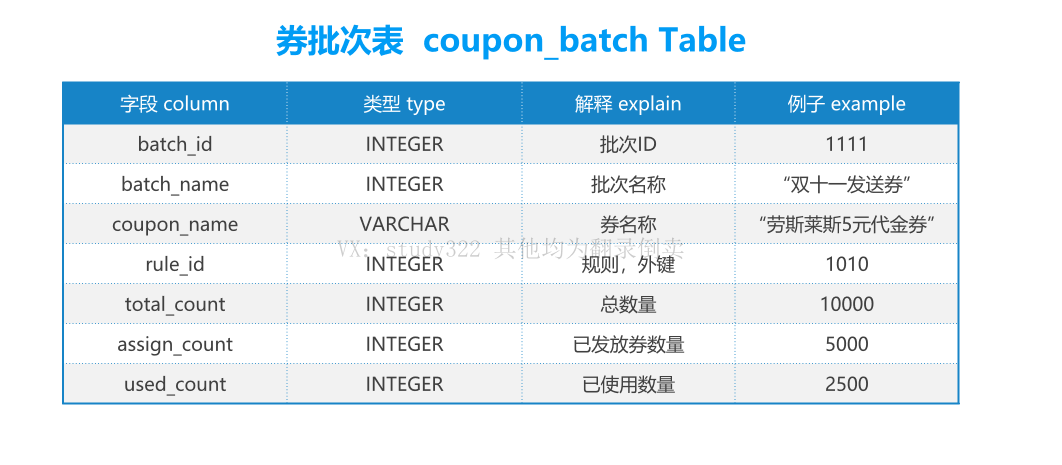 券批次表 coupon_batch Table
字段 column 类型 type 解释 explain 例子 example
batch_id INTEGER 批次ID 1111
batch_name INTEGER 批次名称 “双十一发送券”
coupon_name VARCHAR 券名称 “劳斯莱斯5元代金券”
VX: study322 其他均为翻录倒卖
rule_id INTEGER 规则，外键 1010
total_count INTEGER 总数量 10000
assign_count INTEGER 已发放券数量 5000
used_count INTEGER 已使用数量 2500